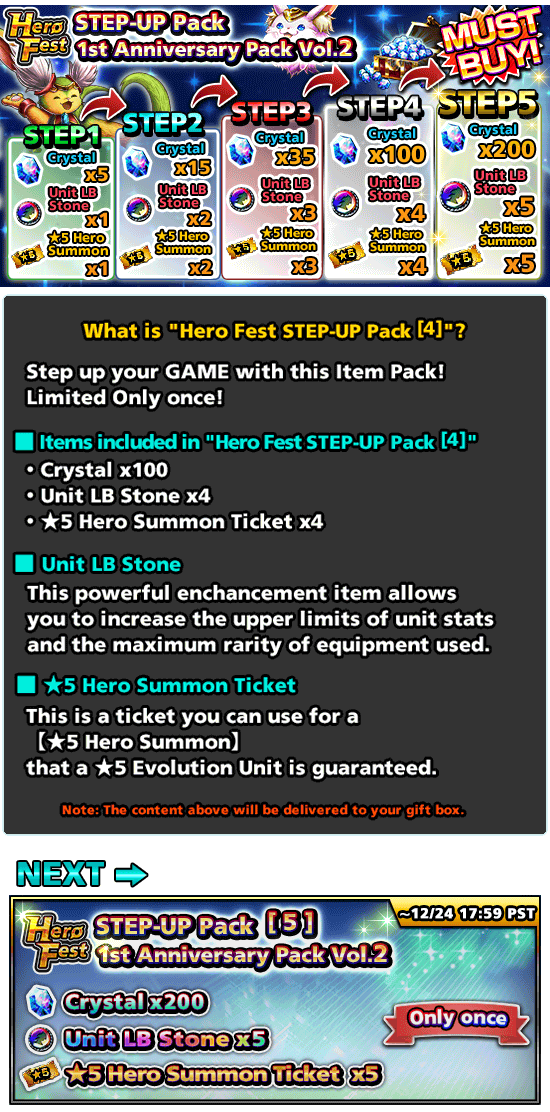 Hero Fest
STEP-UP Pack
1st Anniversary Pack Vol.2
MUST BUY!
STEP1
Crystal
x5
Unit LB
Stone
x1
★5 Hero
Summon
x1
STEP2
Crystal
x15
Unit LB
Stone
x2
★5 Hero
Summon
x2
STEP3
Crystal
x35
Unit LB
Stone
x3
★5 Hero
Summon
x3
STEP4
Crystal
x100
Unit LB
Stone
x4
★5 Hero
Summon
x4
STEP5
Crystal
x200
Unit LB
Stone
x5
★5 Hero
Summon
x5
What is "Hero Fest STEP-UP Pack [4]"?
Step up your GAME with this Item Pack!
Limited Only once!
■ Items included in "Hero Fest STEP-UP Pack [4]"
• Crystal x100
• Unit LB Stone x4
• ★5 Hero Summon Ticket x4
■ Unit LB Stone
This powerful enchancement item allows
you to increase the upper limits of unit stats
and the maximum rarity of equipment used.
■ ★5 Hero Summon Ticket
This is a ticket you can use for a
【★5 Hero Summon】
that a ★5 Evolution Unit is guaranteed.
Note: The content above will be delivered to your gift box.
NEXT ➡
~12/24 17:59 PST
Hero Fest
STEP-UP Pack [5]
1st Anniversary Pack Vol.2
Crystal x200
Unit LB Stone x5
★5 Hero Summon Ticket x5
Only once